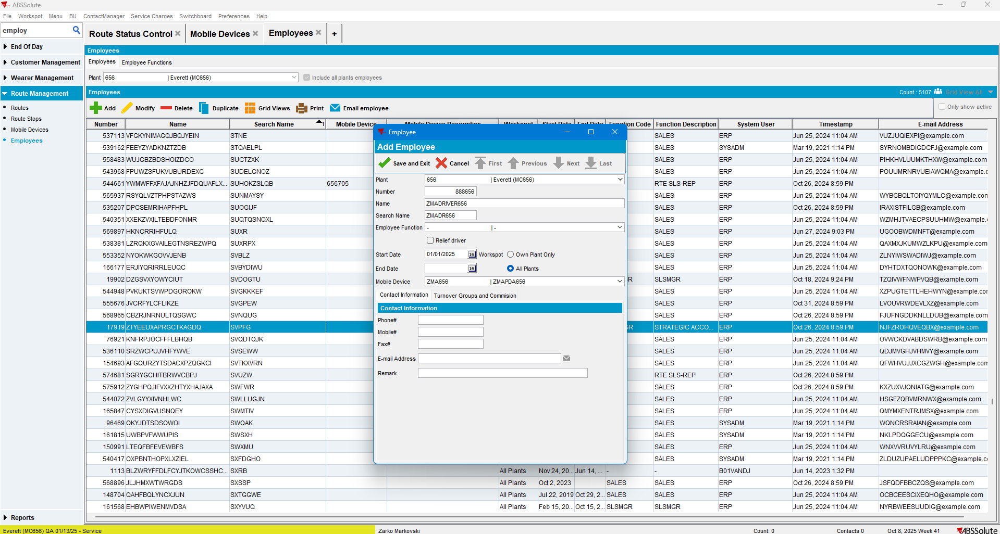 ABSSolute
File Workspot Menu BU ContactManager Service Charges Switchboard Preferences Help
employ
Route Status Control
Mobile Devices
Employees
+
End Of Day
Customer Management
Wearer Management
Route Management
Routes
Route Stops
Mobile Devices
Employees
Reports
Employees
Employees Employee Functions
Plant 656 | Everett (MC656) Include all plants employees
Employees Count : 5107 Grid View All
Add Modify Delete Duplicate Grid Views Print Email employee Only show active
Number Name Search Name 1 Mobile Device Mobile Device Description Workspot Start Date End Date Function Code Function Description System User Timestamp E-mail Address
537113 VFGKYNIMAGQJBQJYEIN STNE SALES ERP Jun 25, 2024 11:04 AM VUZJUQIEXPI@example.com
539162 FEEYZYADKNZTZDB STQAELPL SALES SYSADM Mar 19, 2021 1:14 PM SYRNOMBDIGDCFJ@example.com
558483 WUJGBZBDSHOIZDCO SUCTZXK SALES ERP Jun 25, 2024 11:04 AM PIHKHVLUUMKTHXW@example.com
543968 FPUWZSFUKVUBURDEXG SUDELGNOZ SALES ERP Jun 25, 2024 11:04 AM POUUMRNRVUEIAWQMA@example.c
544661 YWMWFFXFAJAJNHZJFDQUAFLX... SUHOKZSLQB 656705 RTE SLS-REP ERP Oct 26, 2024 8:59 PM
565937 RSYQLVZTPHPSTAZWS SUNMAYSY SALES ERP Jun 25, 2024 11:04 AM WYBGBQLTOIYQYMLC@example.con
535207 DPCSEMRIHAPFHPL SUOGIJF SALES ERP Oct 26, 2024 8:59 PM IRAXISTFILGB@example.com
540351 XXEKZVXILTEBDFONMR SUQTQSNQXL SALES ERP Jun 25, 2024 11:04 AM WZMHJTVAECPSUUHMW@example.
569897 HKNCRRIHFULQ SUXR SALES ERP Jun 27, 2024 9:03 PM UGOOBWDMNFT@example.com
538381 LZRQKXGVAILEGTNSREZWPQ SUXRPX SALES ERP Jun 25, 2024 11:04 AM QAXMXJKUMWZLKPU@example.com
553352 NYOKWKGOVVJENB SVBLZ SALES ERP Jun 25, 2024 11:04 AM ZLNYIWSWADIWJ@example.com
166177 ERJIYQRIRRLEUQC SVBYDIWU SALES ERP Jun 25, 2024 11:04 AM DYHTDXTQONOWK@example.com
19902 DZGSVXYOWYCIUT SVDOGTU R SLSMGR ERP Oct 18, 2024 9:24 PM TZQIVWFNWPVQB@example.com
544948 PVKUKTSVWPDGOROKW SVGKKKEF SALES ERP Jun 25, 2024 11:04 AM XZPUGTETTLHEHWYN@example.com
555676 JVCRFYLCFLIKZE SVGPEW SALES ERP Oct 31, 2024 8:59 PM LVOUVRWDEVLXZ@example.com
568965 CBZRJNRNULTQSGWC SVNQUG SALES ERP Oct 26, 2024 8:59 PM FJUFNGDDKNLLDUB@example.com
17919 ZTYEEUXAPRGCTKAGDQ SVPFG GR STRATEGIC ACCO... ERP Oct 26, 2024 8:59 PM NJFZROHQVEQBX@example.com
76921 KNFRPJOCFFFLBHQB SVQDTQJK SALES ERP Jun 25, 2024 11:04 AM OVWCKDVABDSWRB@example.com
536110 SRZWCPUJVHFYWVE SVSEWW SALES ERP Jun 25, 2024 11:04 AM QDJMVGHJVHMVY@example.com
154693 AFGQURZYTSDACXPZQGKCI SVTKXVRN SALES ERP Jun 25, 2024 11:04 AM QFWHVUJJXCGZWGH@example.com
574681 SGRYGCHITBRWVCBPJ SVUZW RTE SLS-REP ERP Oct 26, 2024 8:59 PM
575912 ZYGHPQJIFVXXZHTYXHAJAXA SWFWR SALES ERP Oct 26, 2024 8:59 PM KXZUXVJQNIATG@example.com
544072 ZVLGYYXIVNHLWC SWLLUGJN SALES ERP Jun 25, 2024 11:04 AM HSGFZQBVMRNWX@example.com
165847 CYSXDIGVUSNQEY SWMTIV SALES ERP Jun 25, 2024 11:04 AM QMYMXENTRJMSX@example.com
96469 OKYJDTSDSOWOI SWQAK SALES SYSADM Mar 19, 2021 1:14 PM WQNCRSRAIAN@example.com
161815 UWBPVFWWUPIS SWSXH SALES SYSADM Mar 19, 2021 1:14 PM NKLPDQGGECU@example.com
150991 LTEQFBFEVEWBFS SWXMU SALES ERP Jun 25, 2024 11:04 AM WNXVVRUVYLRU@example.com
540417 OXPBNTHOPXLXZIEL SXFDGHO SALES SYSADM Mar 19, 2021 1:14 PM ZLDUZUPAELUDPPPKC@example.c
1113 BLZWRYFFDLFCYJTKOWCSSHC... SXRB All Plants Nov 24, 20... Jun 14, ... - - B01VANDJ Jun 14, 2023 1:32 PM
568896 JLJHMXWTWRGDS SXSSP All Plants Oct 2, 2023 SALES SALES ERP Oct 26, 2024 8:59 PM JSFQDFBBCZQS@example.com
148704 QAHFBQLYNCXJUN SXTGGWE All Plants Jul 22, 2019 Oct 29, 2... SALES SALES ERP Jun 25, 2024 11:04 AM OCBCEESCIXEQHO@example.com
161568 EHBWPIWENMVDSA SXYVUQ All Plants Feb 15, 20... Oct 15, 2... SLSMGR SLSMGR ERP Jun 25, 2024 11:04 AM NYRBWEESUUDIG@example.com
Employee
Add Employee
Save and Exit Cancel First Previous Next Last
Plant 656 | Everett (MC656)
Number 888656
Name ZMADRIVER656
Search Name ZMADR656
Employee Function - | -
Relief driver
Start Date 01/01/2025 16 Workspot Own Plant Only
End Date 16 All Plants
Mobile Device ZMA656 | ZMAPDA656
Contact Information Turnover Groups and Commision
Contact Information
Phone#
Mobile#
Fax#
E-mail Address
Remark
Everett (MC656) QA 01/13/25 - Service Zarko Markovski Count: 0 Contacts 0 Oct 8, 2025 Week 41 ABSSolute